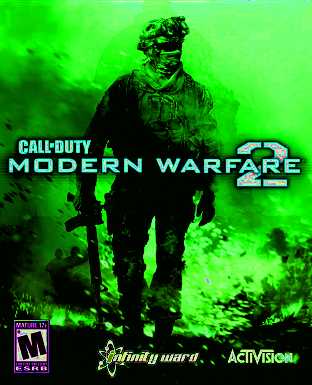 CALL OF DUTY
MODERN WARFARE 2
MATURE 17+
M
ESRB
Infinity Ward
ACTIVISION